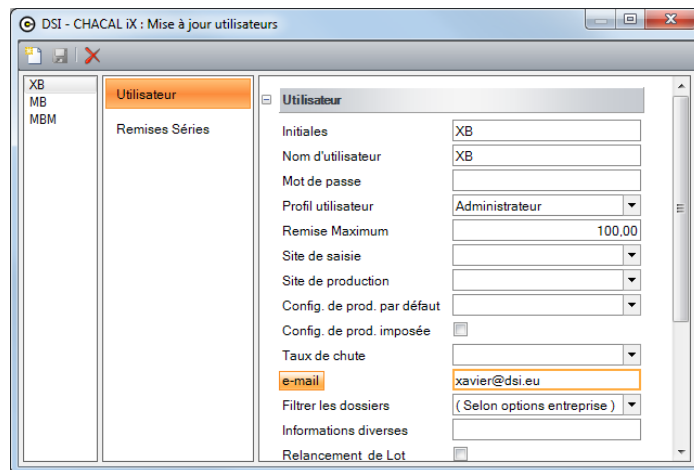 DSI - CHACAL iX : Mise à jour utilisateurs
XB
MB
MBM
Utilisateur
Remises Séries
Utilisateur
Initiales XB
Nom d'utilisateur XB
Mot de passe
Profil utilisateur Administrateur
Remise Maximum 100,00
Site de saisie
Site de production
Config. de prod. par défaut
Config. de prod. imposée
Taux de chute
e-mail xavier@dsi.eu
Filtrer les dossiers ( Selon options entreprise )
Informations diverses
Relancement de Lot